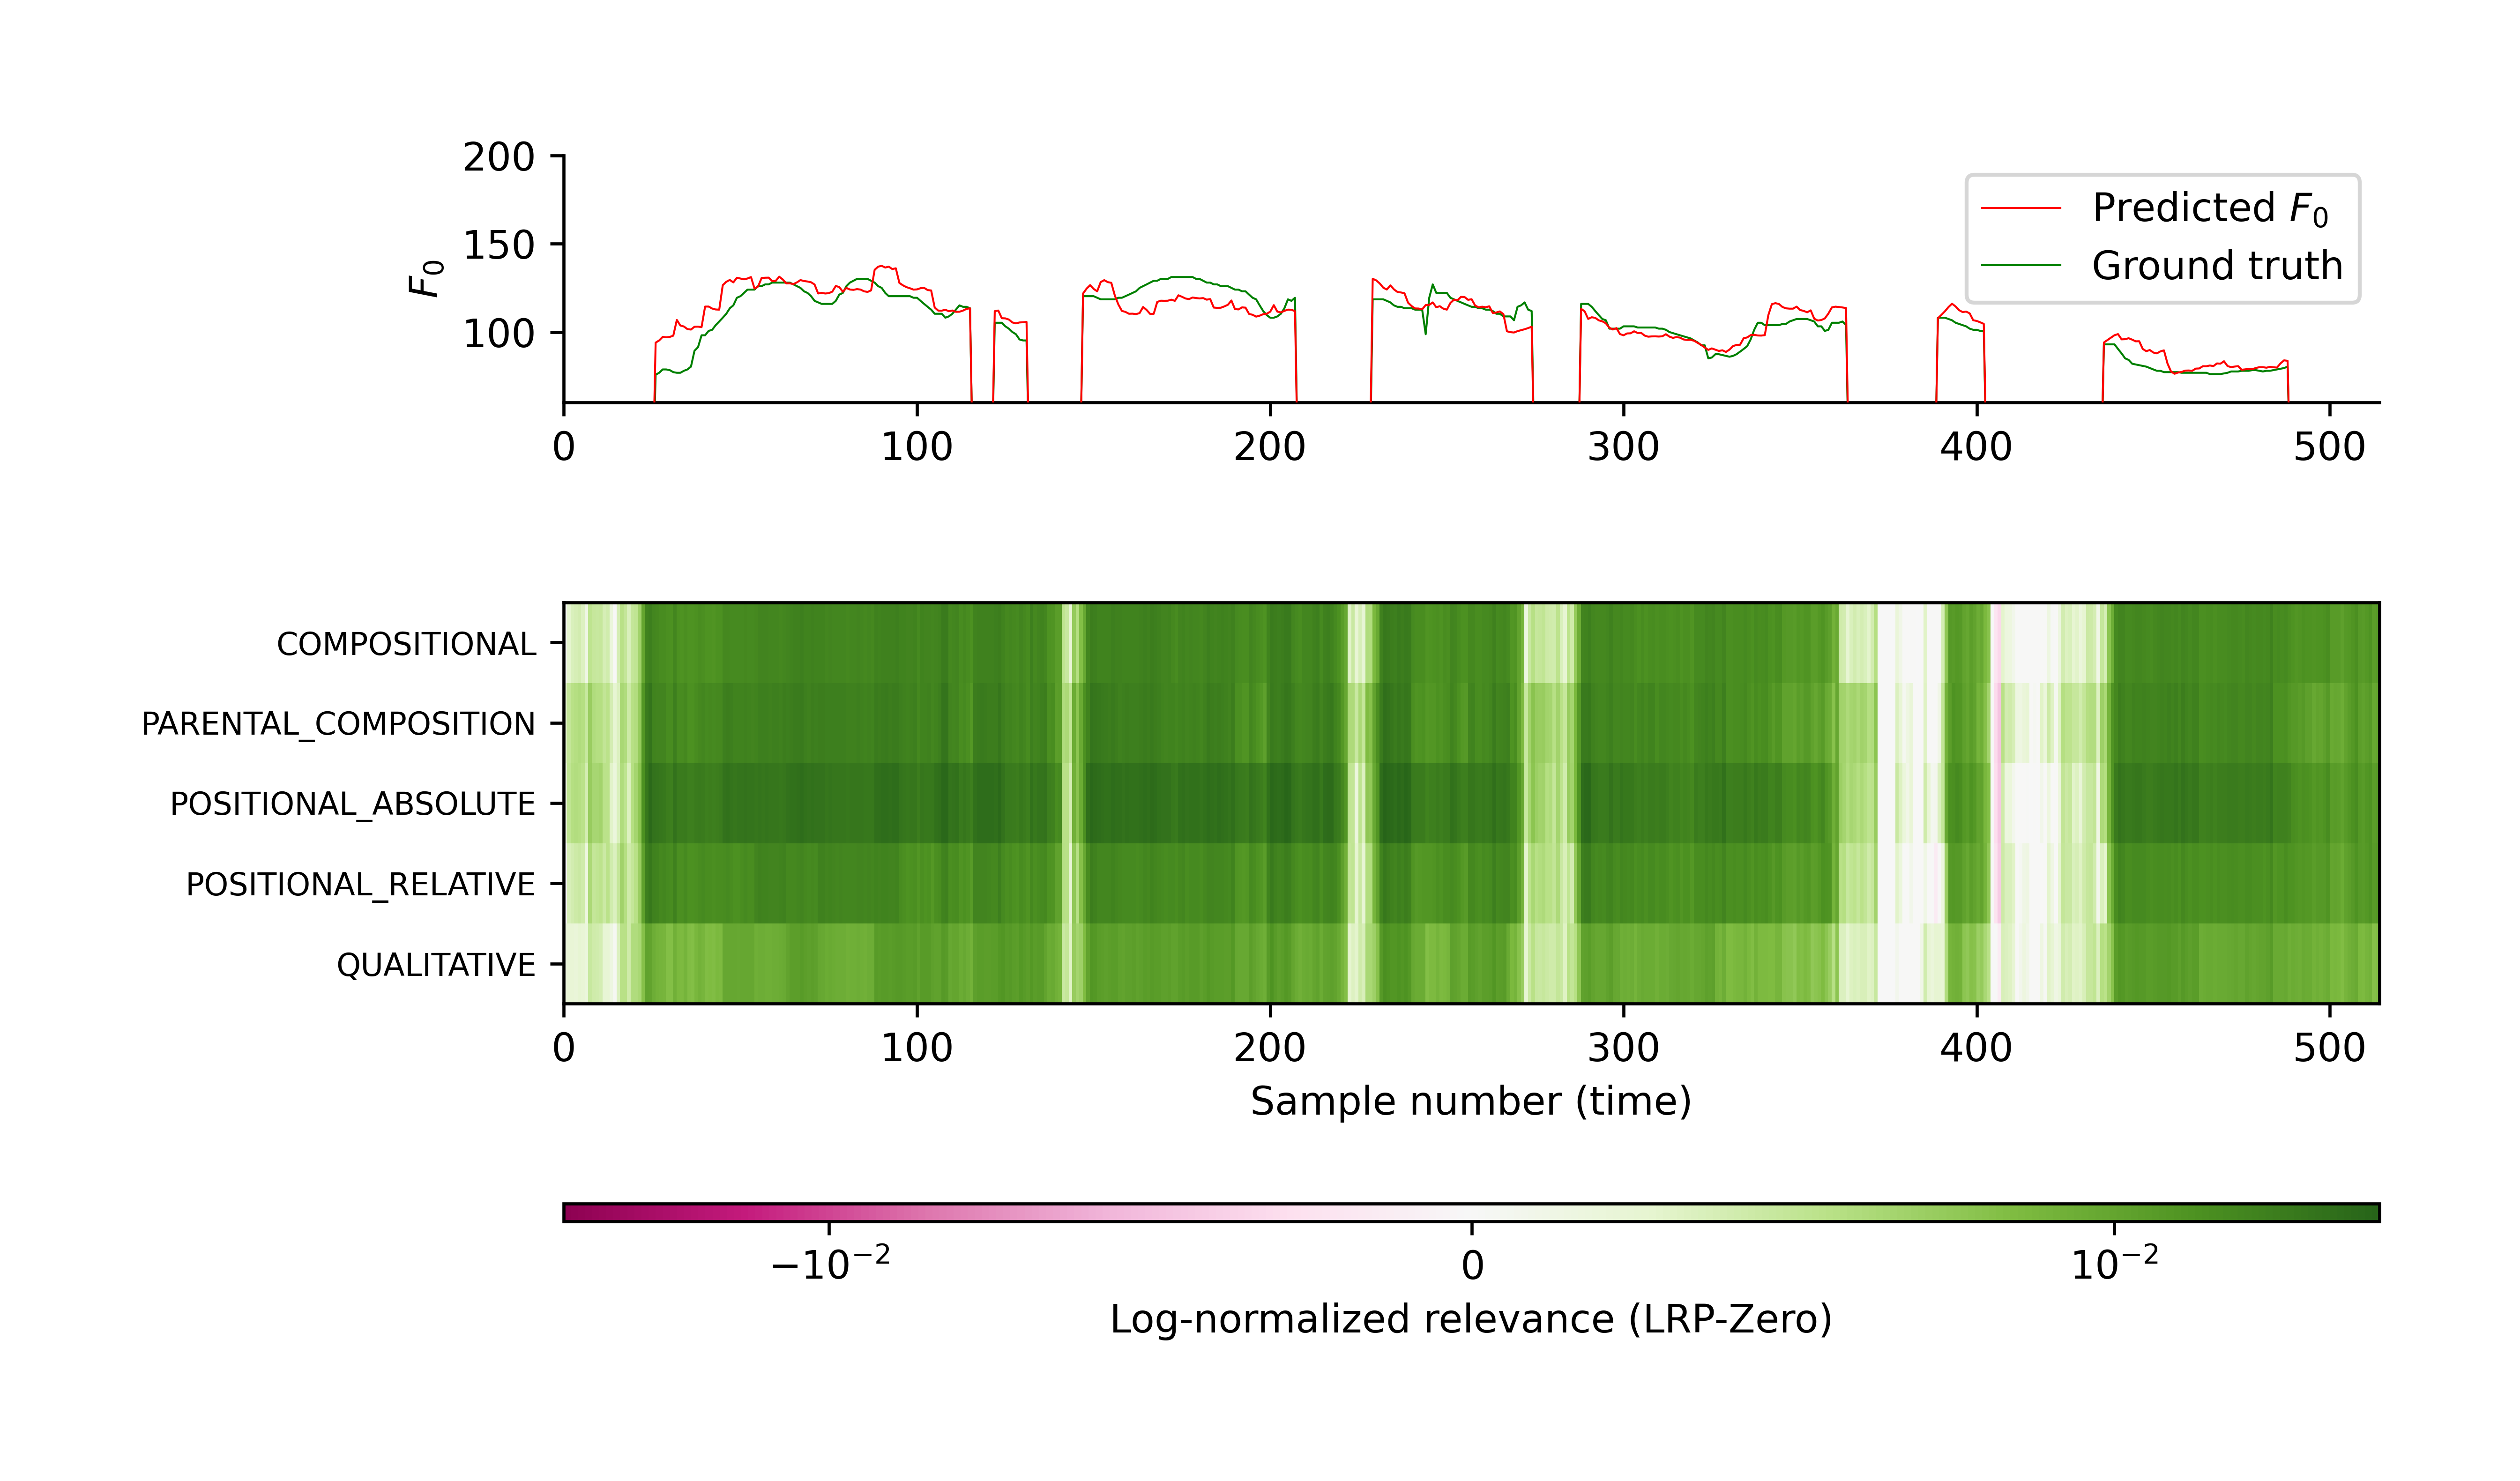 200
150
100
F0
Predicted F0
Ground truth
0 100 200 300 400 500
COMPOSITIONAL
PARENTAL_COMPOSITION
POSITIONAL_ABSOLUTE
POSITIONAL_RELATIVE
QUALITATIVE
0 100 200 300 400 500
Sample number (time)
−10−2 0 10−2
Log-normalized relevance (LRP-Zero)